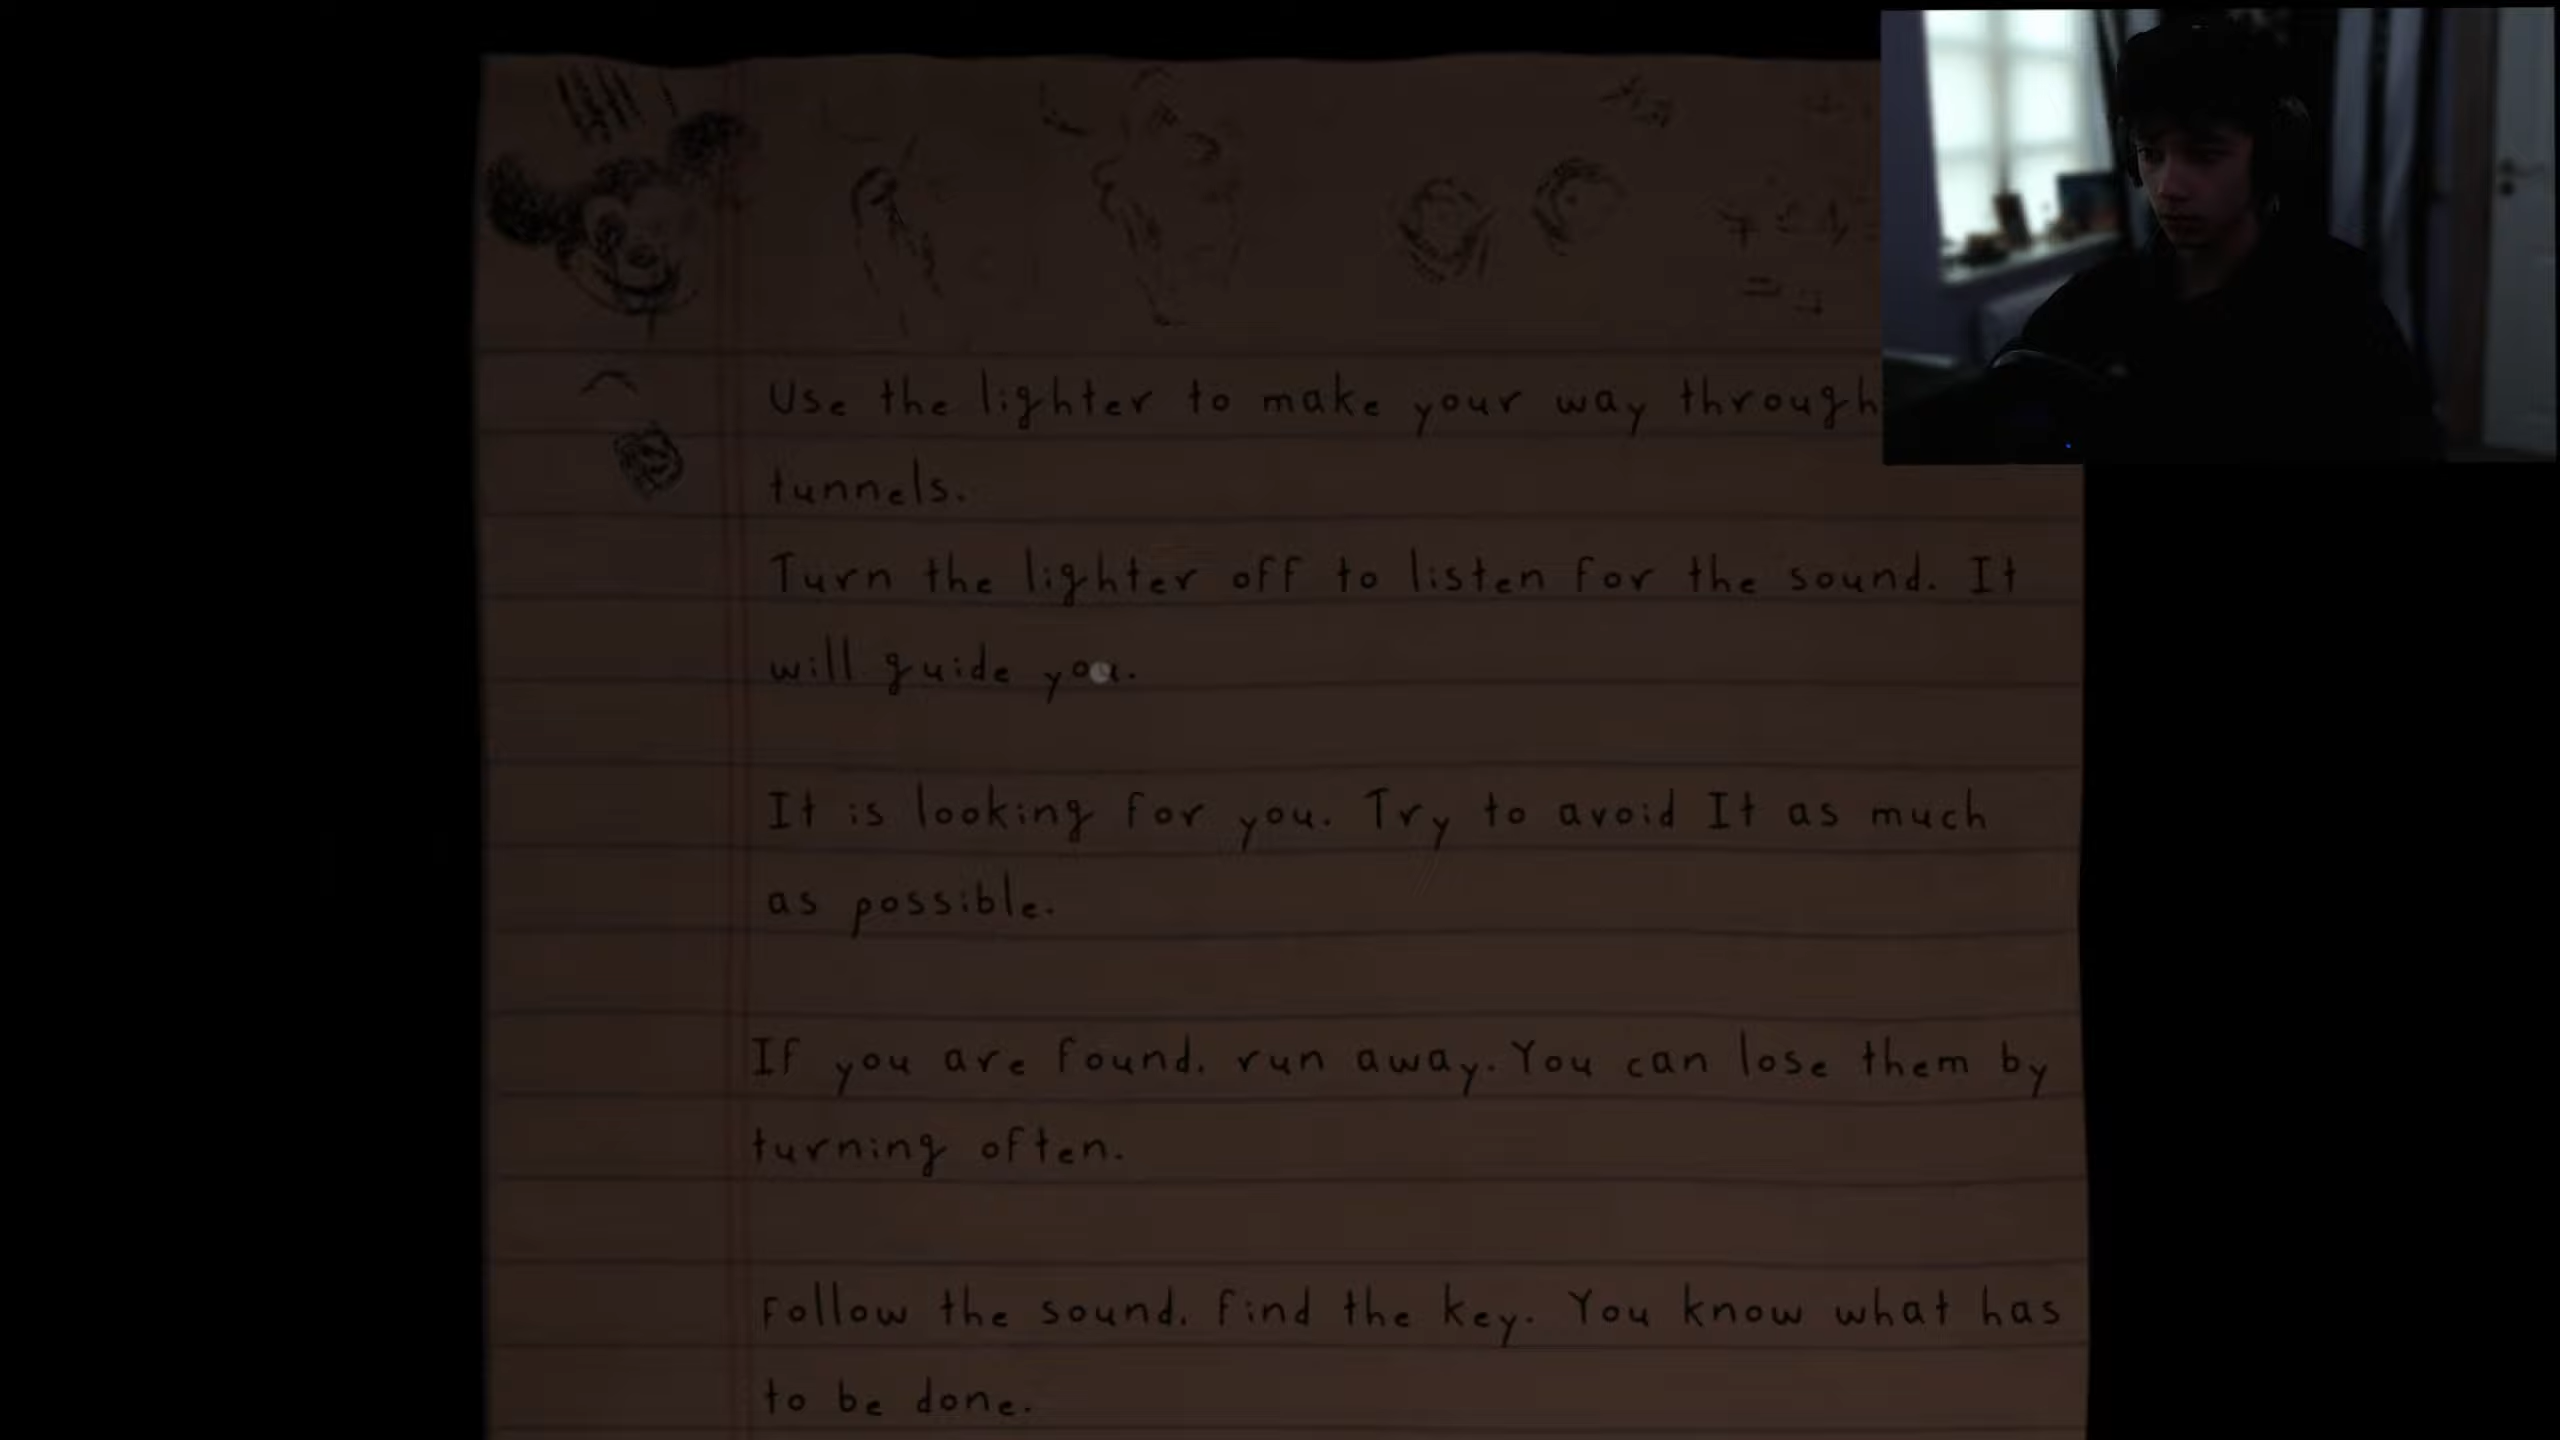 Use the lighter to make your way through
tunnels.
Turn the lighter off to listen for the sound. It
will guide you.
It is looking for you. Try to avoid It as much
as possible.
If you are found. run away. You can lose them by
turning often.
Follow the sound. Find the key. You know what has
to be done.